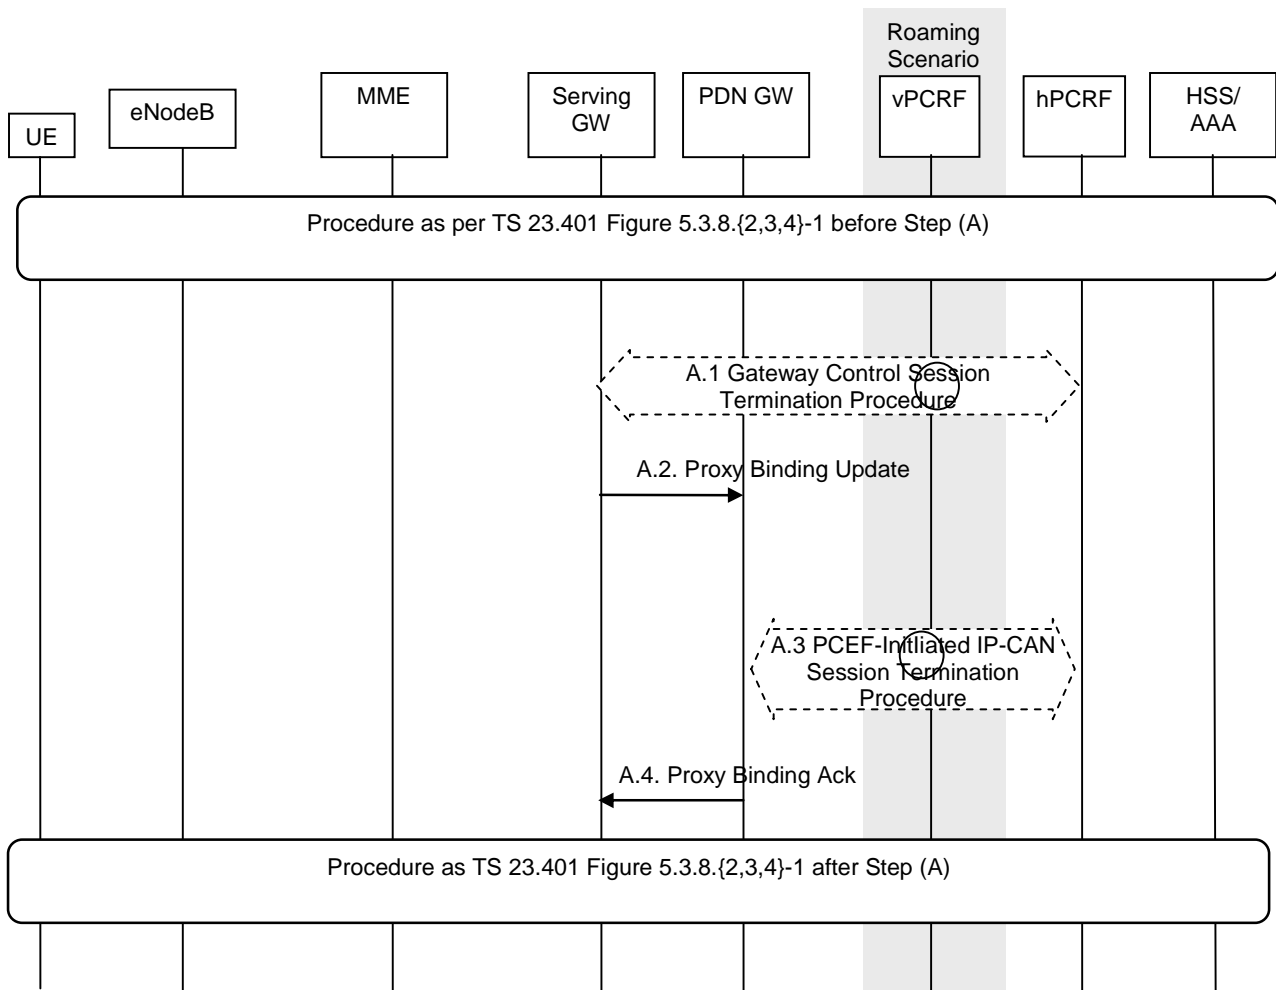 Roaming
Scenario
UE
eNodeB
MME
Serving
GW
PDN GW
vPCRF
hPCRF
HSS/
AAA
Procedure as per TS 23.401 Figure 5.3.8.{2,3,4}-1 before Step (A)
A.1 Gateway Control Session
Termination Procedure
A.2. Proxy Binding Update
A.3 PCEF-Initliated IP-CAN
Session Termination
Procedure
A.4. Proxy Binding Ack
Procedure as TS 23.401 Figure 5.3.8.{2,3,4}-1 after Step (A)